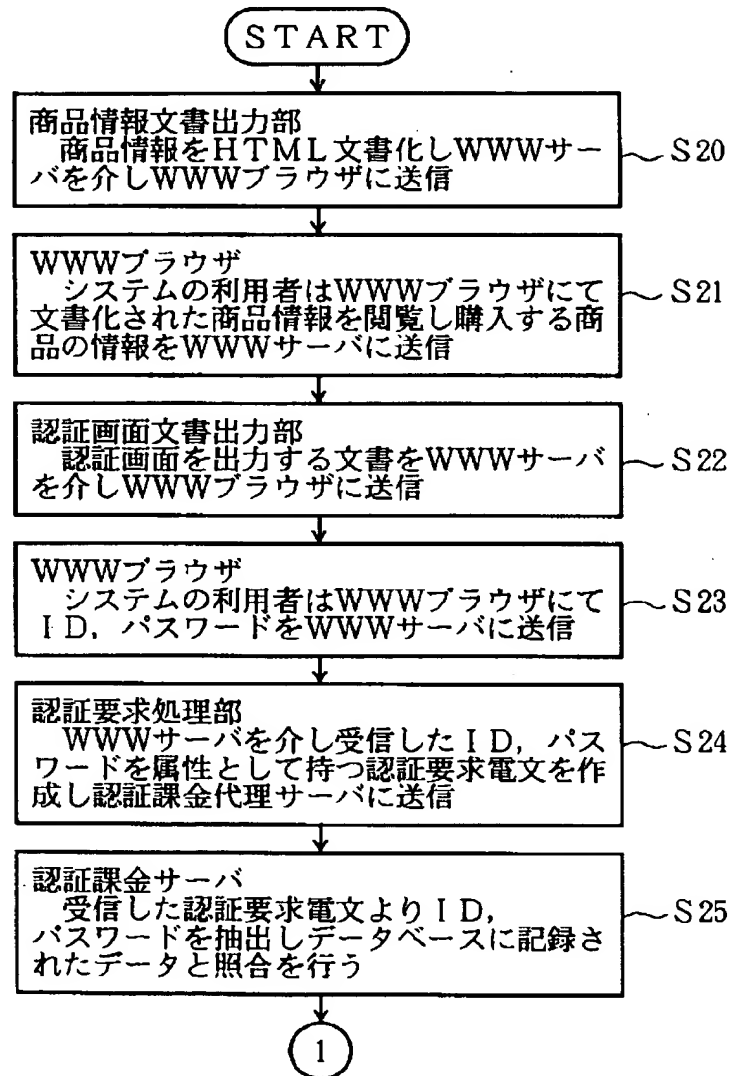 START
商品情報文書出力部
商品情報をHTML文書化しWWWサー
バを介しWWWブラウザに送信
S20
WWWブラウザ
システムの利用者はWWWブラウザにて
文書化された商品情報を閲覧し購入する商
品の情報をWWWサーバに送信
S21
認証画面文書出力部
認証画面を出力する文書をWWWサーバ
を介しWWWブラウザに送信
S22
WWWブラウザ
システムの利用者はWWWブラウザにて
ID，パスワードをWWWサーバに送信
S23
認証要求処理部
WWWサーバを介し受信したID，パス
ワードを属性として持つ認証要求電文を作
成し認証課金代理サーバに送信
S24
認証課金サーバ
受信した認証要求電文よりID，
パスワードを抽出しデータベースに記録さ
れたデータと照合を行う
S25
1